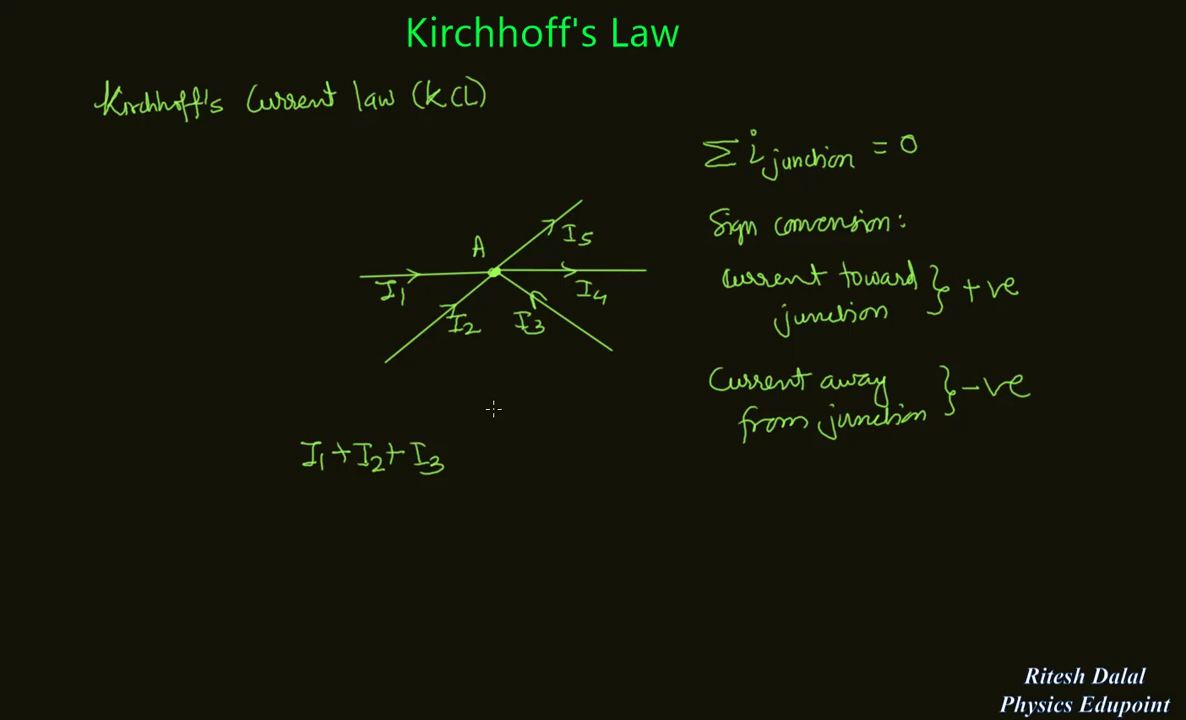 Kirchhoff's Law
Kirchhoff's Current law (KCL)
Σ i junction = 0
Sign convension:
Current toward junction } +ve
Current away from junction } -ve
A
I5
I1
I4
I2
I3
I1+I2+I3
Ritesh Dalal
Physics Edupoint